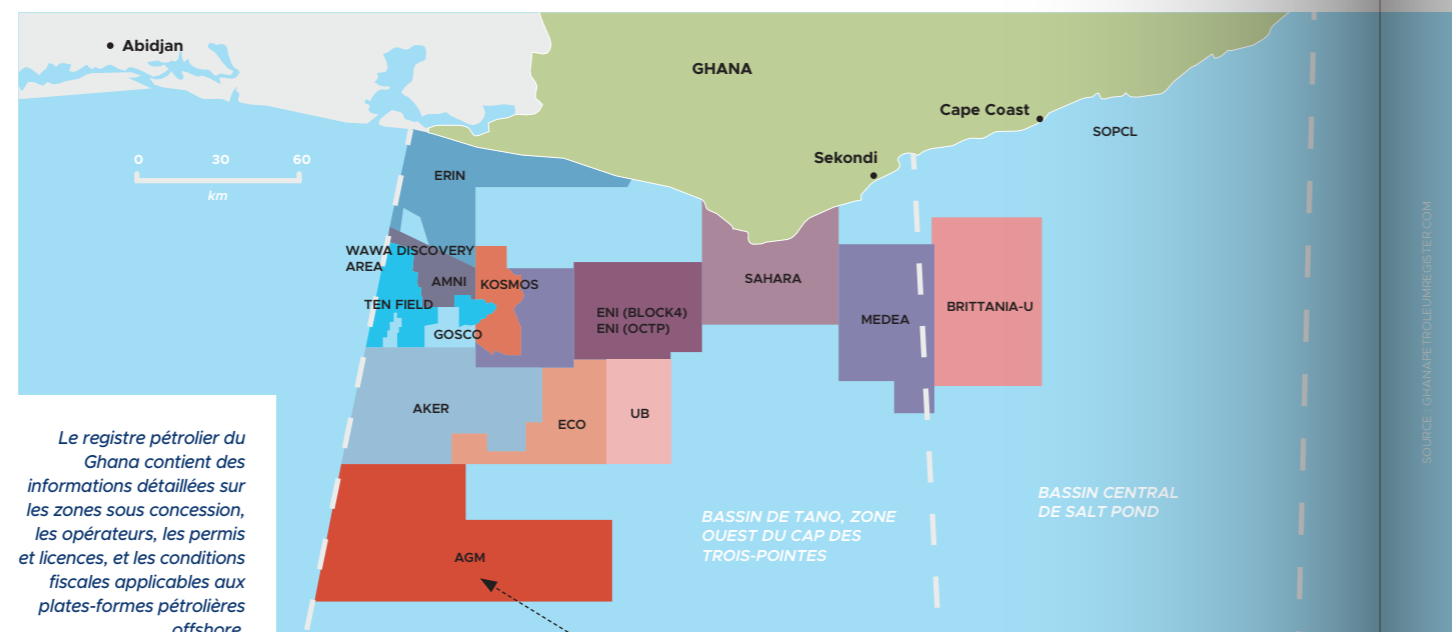 Abidjan
GHANA
Cape Coast
SOPCL
Sekondi
0 30 60
km
ERIN
WAWA DISCOVERY
AREA
AMNI
KOSMOS
TEN FIELD
GOSCO
ENI (BLOCK4)
ENI (OCTP)
SAHARA
MEDEA
BRITTANIA-U
AKER
ECO
UB
AGM
BASSIN DE TANO, ZONE
OUEST DU CAP DES
TROIS-POINTES
BASSIN CENTRAL
DE SALT POND
Le registre pétrolier du
Ghana contient des
informations détaillées sur
les zones sous concession,
les opérateurs, les permis
et licences, et les conditions
fiscales applicables aux
plates-formes pétrolières
offshore.
SOURCE : GHANAPETROLEUMREGISTER.COM